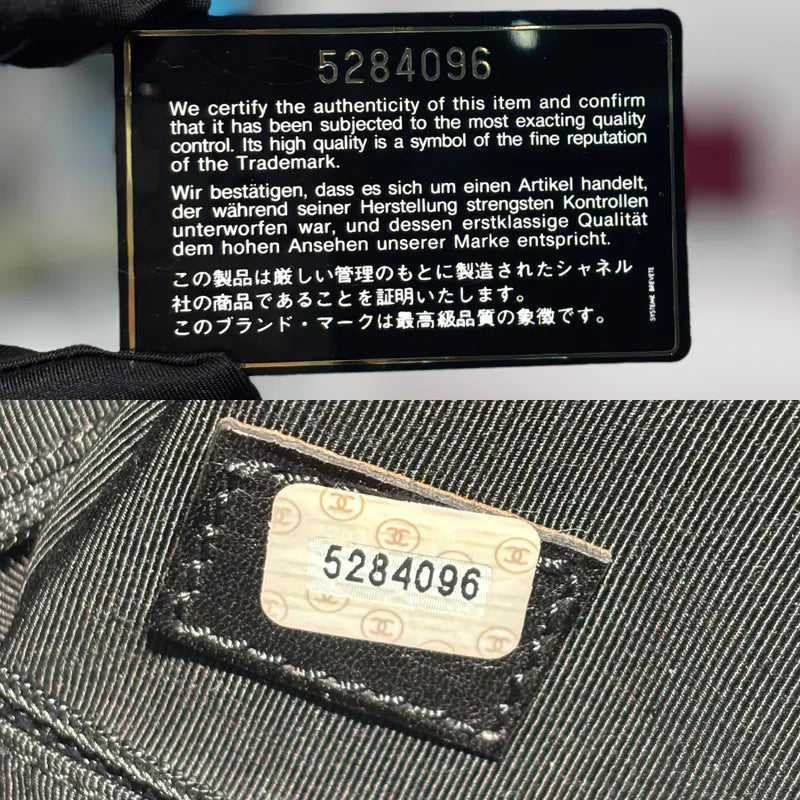 5284096
We certify the authenticity of this item and confirm
that it has been subjected to the most exacting quality
control. Its high quality is a symbol of the fine reputation
of the Trademark.
Wir bestätigen, dass es sich um einen Artikel handelt,
der während seiner Herstellung strengsten Kontrollen
unterworfen war, und dessen erstklassige Qualität
dem hohen Ansehen unserer Marke entspricht.
この製品は厳しい管理のもとに製造されたシャネル
社の商品であることを証明いたします。
このブランド・マークは最高級品質の象徴です。
SYSTEME BREVETE
5284096